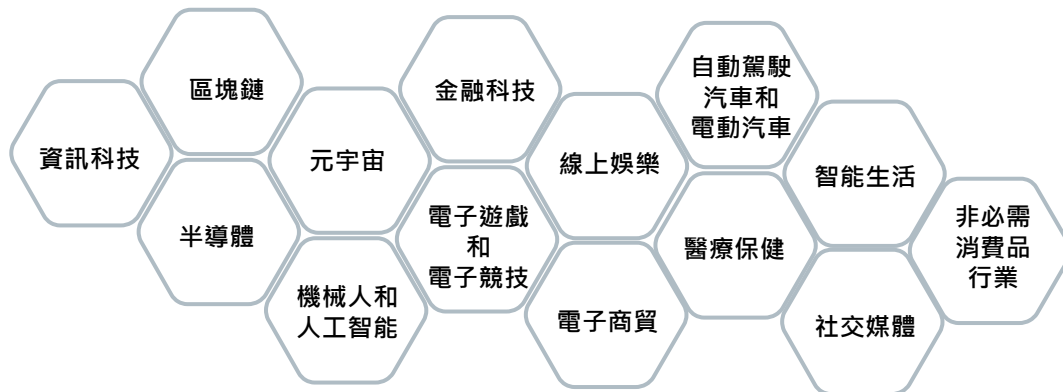 資訊科技
區塊鏈
半導體
元宇宙
機械人和
人工智能
金融科技
電子遊戲
和
電子競技
線上娛樂
電子商貿
自動駕駛
汽車和
電動汽車
醫療保健
智能生活
社交媒體
非必需
消費品
行業